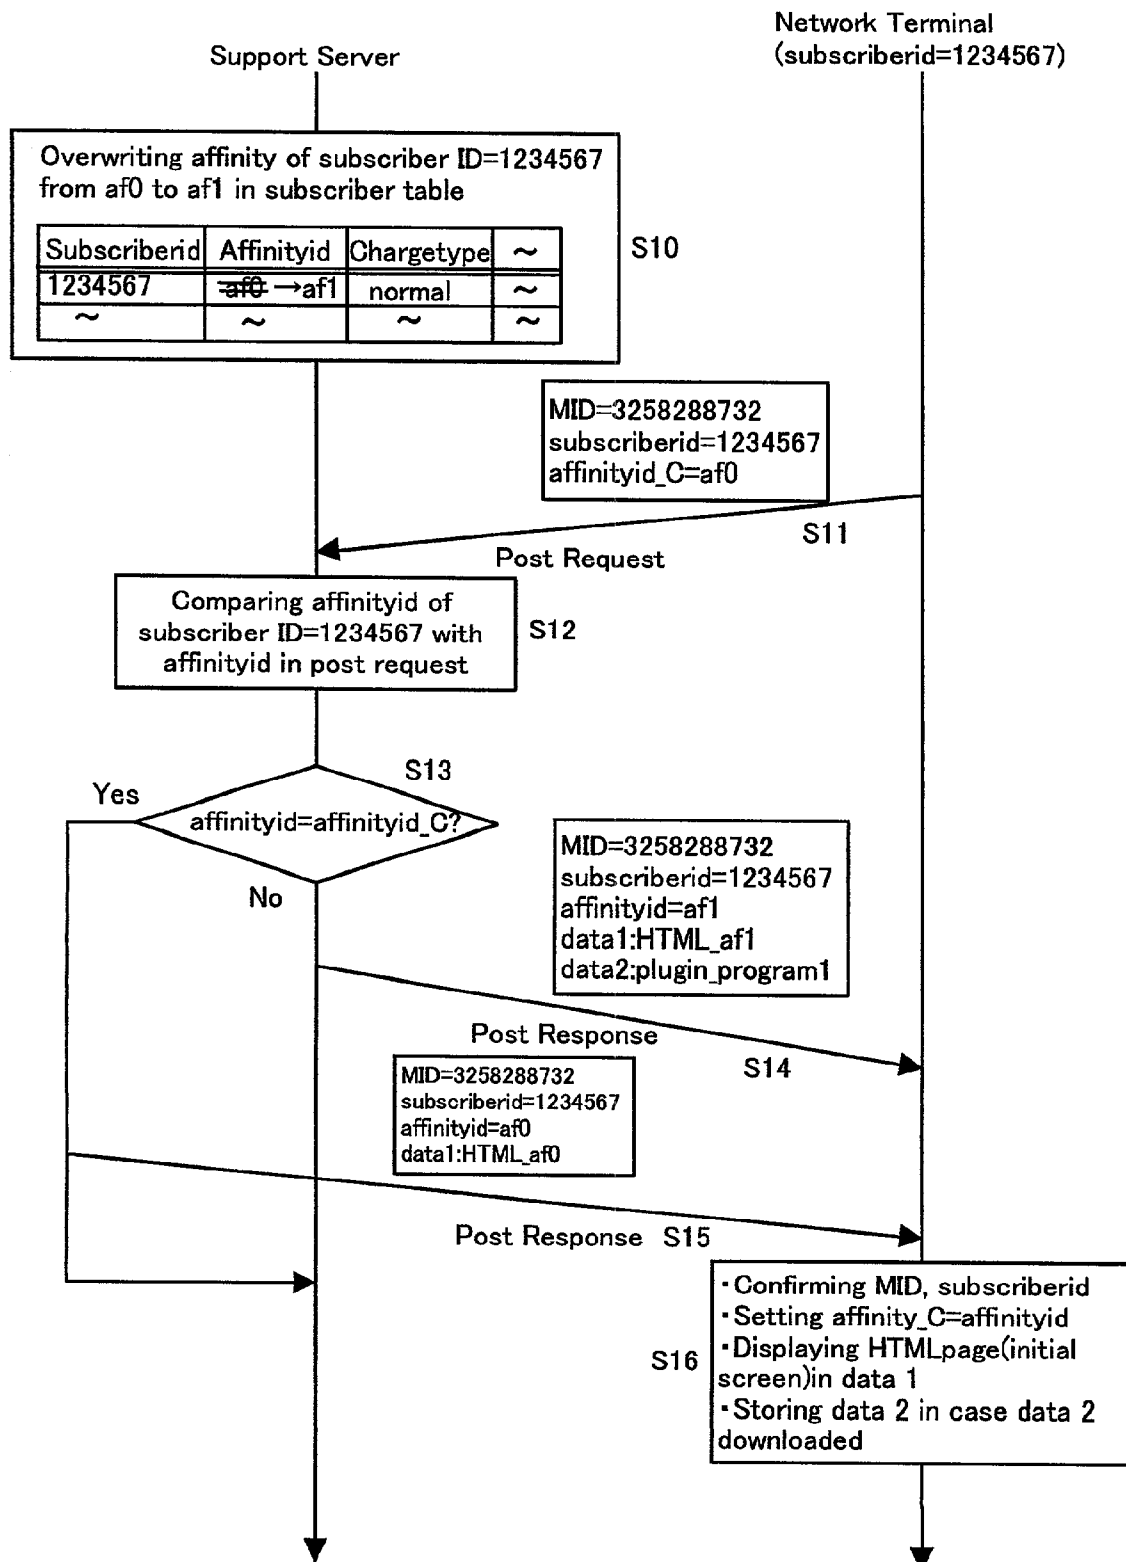 Network Terminal
(subscriberid=1234567)
Support Server
Overwriting affinity of subscriber ID=1234567
from af0 to af1 in subscriber table
Subscriberid Affinityid Chargetype ~
1234567 af0 →af1 normal ~
~ ~ ~ ~
S10
MID=3258288732
subscriberid=1234567
affinityid_C=af0
S11
Post Request
Comparing affinityid of
subscriber ID=1234567 with
affinityid in post request
S12
S13
Yes
affinityid=affinityid_C?
No
MID=3258288732
subscriberid=1234567
affinityid=af1
data1:HTML_af1
data2:plugin_program1
Post Response
S14
MID=3258288732
subscriberid=1234567
affinityid=af0
data1:HTML_af0
Post Response S15
・Confirming MID, subscriberid
・Setting affinity_C=affinityid
・Displaying HTMLpage(initial
screen)in data 1
・Storing data 2 in case data 2
downloaded
S16